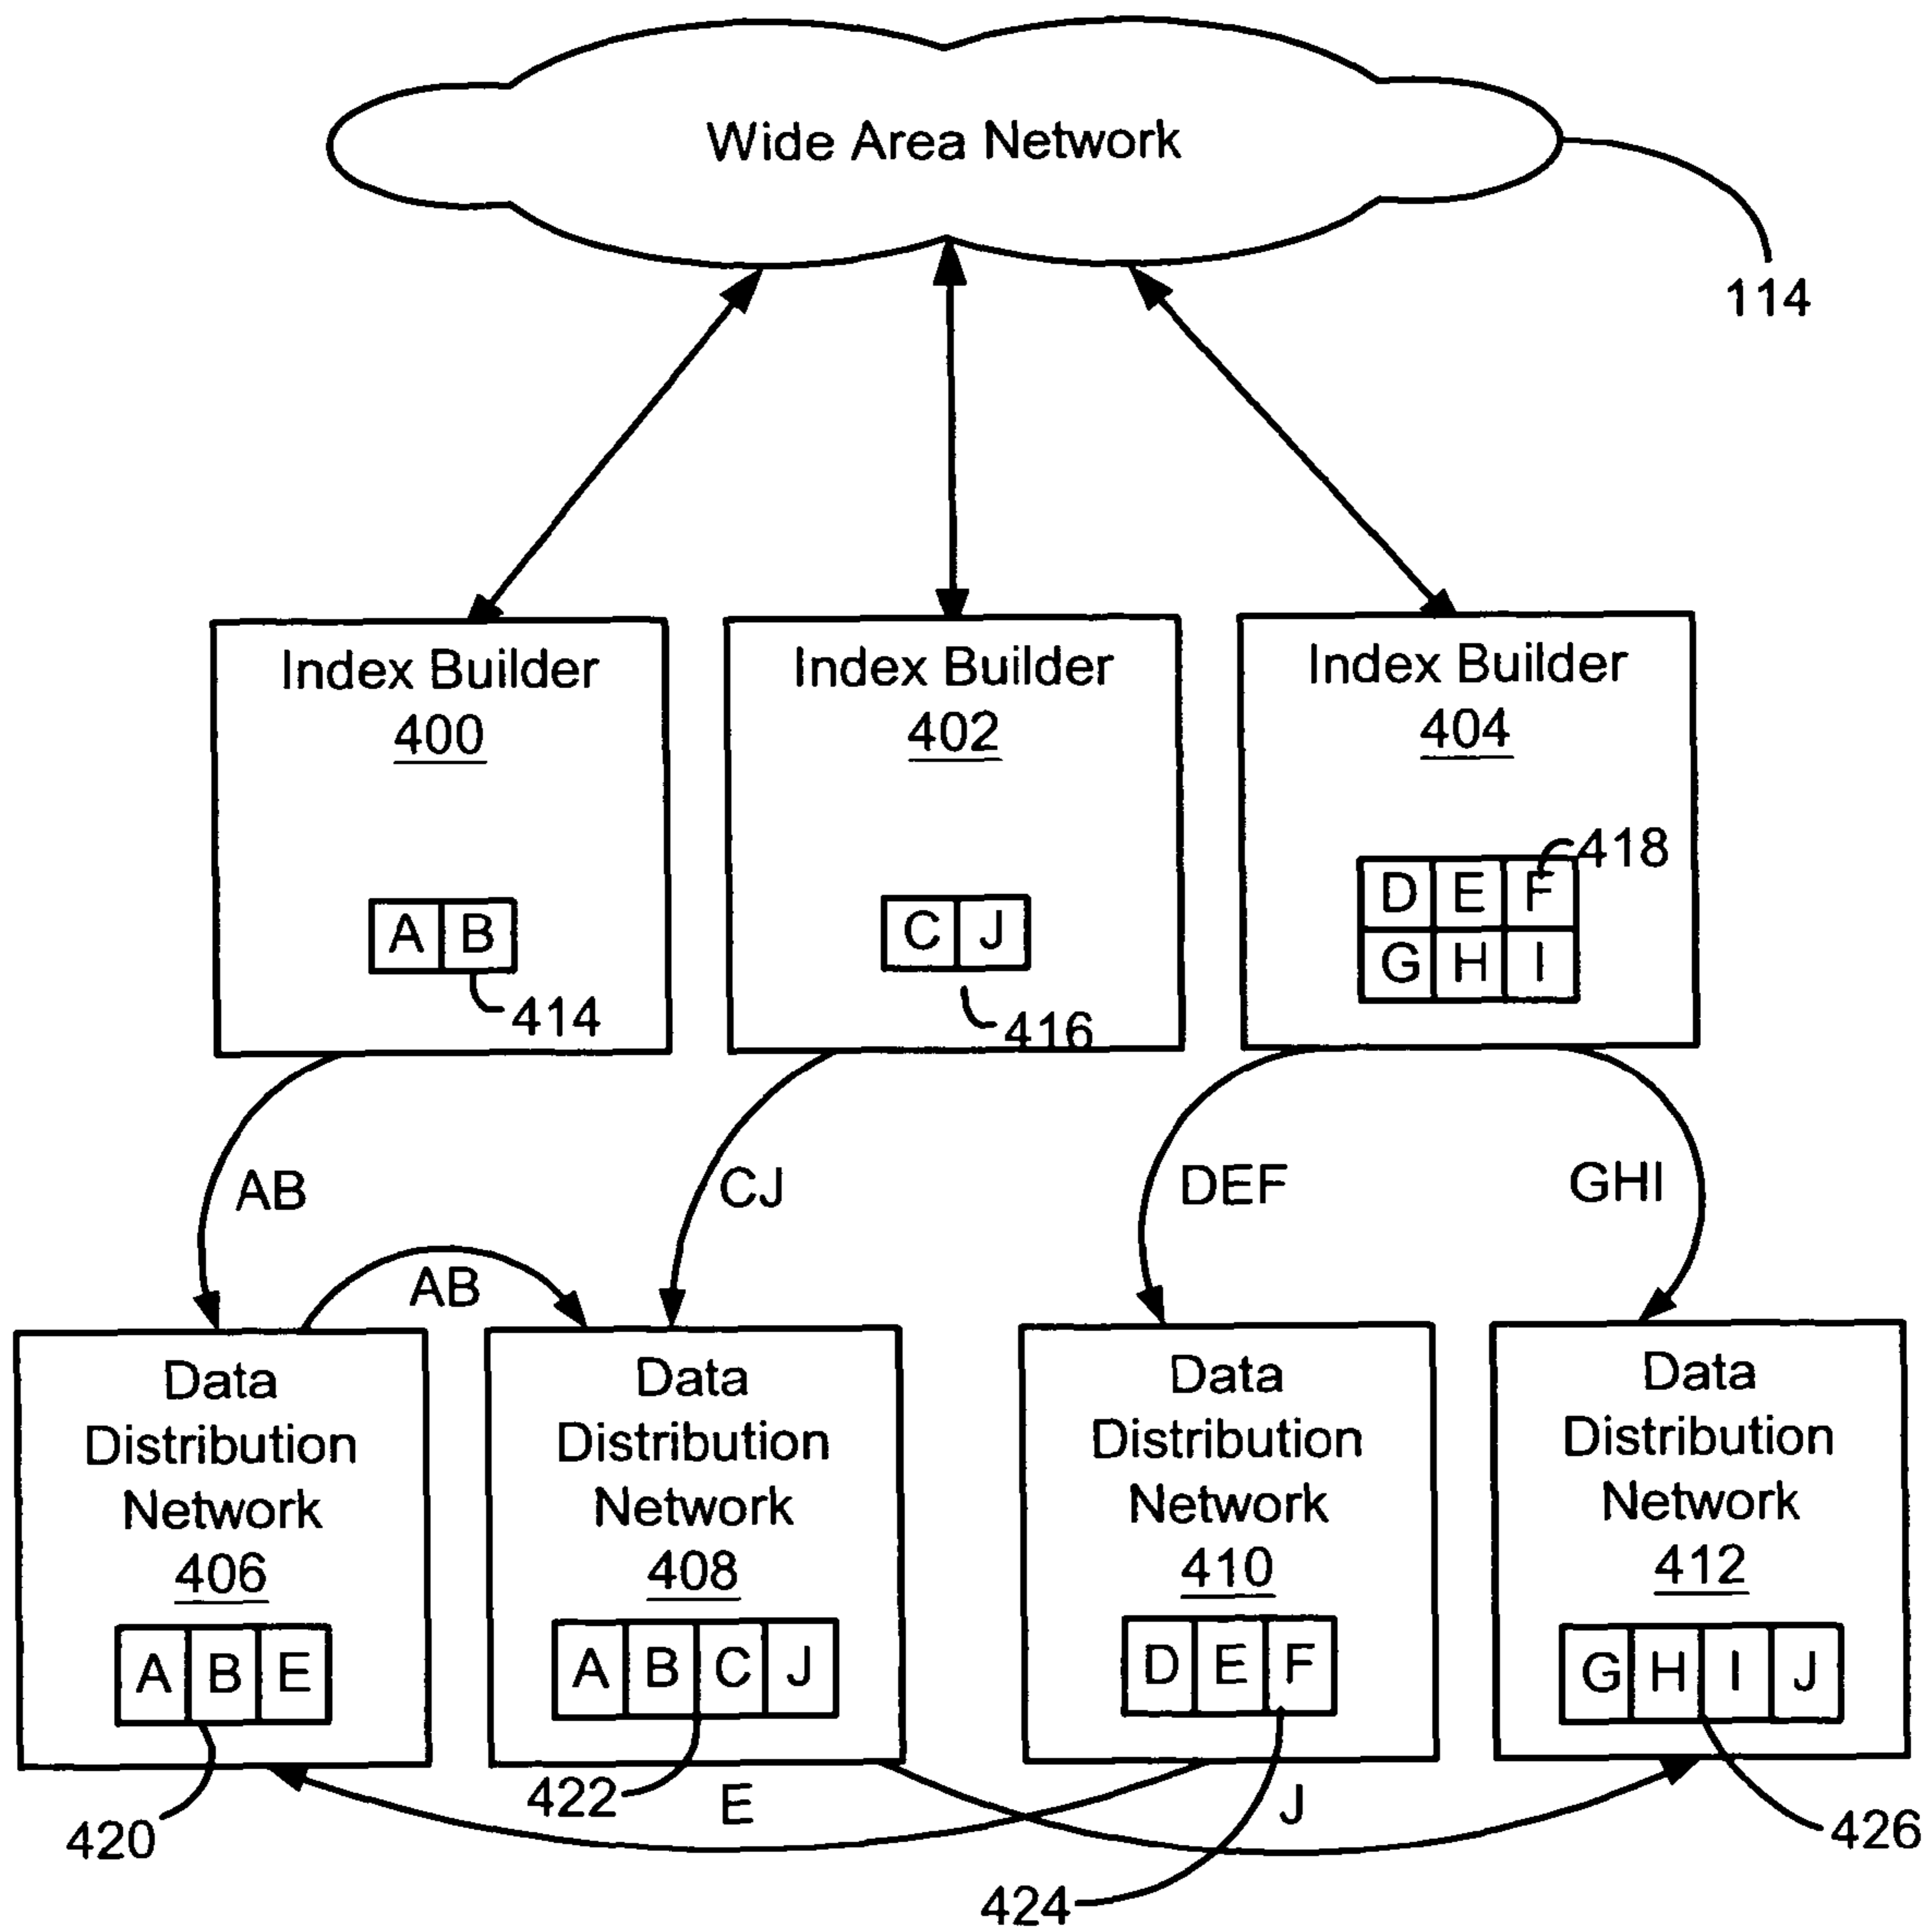 Wide Area Network
114
Index Builder
400
A B
414
Index Builder
402
C J
416
Index Builder
404
418
D E F
G H I
AB
CJ
DEF
GHI
AB
Data
Distribution
Network
406
A B E
420
Data
Distribution
Network
408
A B C J
422
Data
Distribution
Network
410
D E F
424
Data
Distribution
Network
412
G H I J
426
E
J